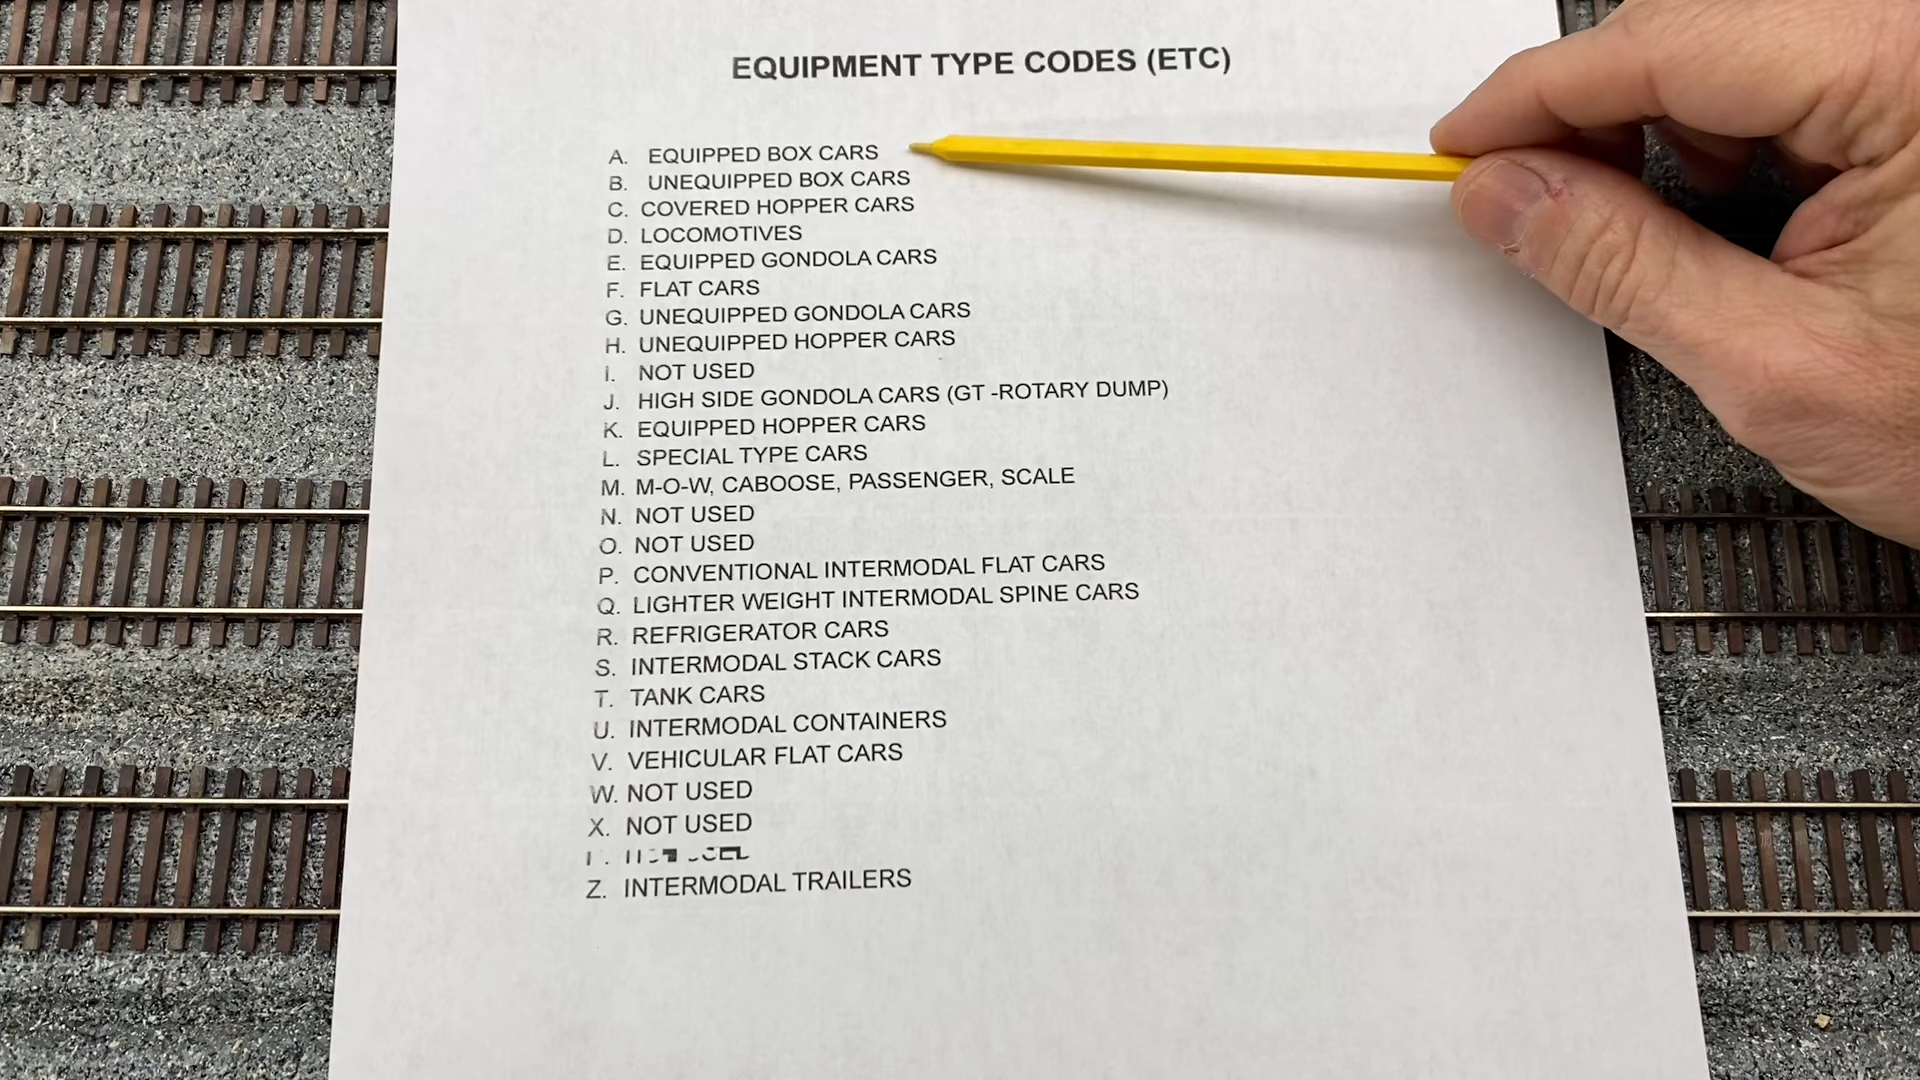 EQUIPMENT TYPE CODES (ETC)
A. EQUIPPED BOX CARS
B. UNEQUIPPED BOX CARS
C. COVERED HOPPER CARS
D. LOCOMOTIVES
E. EQUIPPED GONDOLA CARS
F. FLAT CARS
G. UNEQUIPPED GONDOLA CARS
H. UNEQUIPPED HOPPER CARS
I. NOT USED
J. HIGH SIDE GONDOLA CARS (GT -ROTARY DUMP)
K. EQUIPPED HOPPER CARS
L. SPECIAL TYPE CARS
M. M-O-W, CABOOSE, PASSENGER, SCALE
N. NOT USED
O. NOT USED
P. CONVENTIONAL INTERMODAL FLAT CARS
Q. LIGHTER WEIGHT INTERMODAL SPINE CARS
R. REFRIGERATOR CARS
S. INTERMODAL STACK CARS
T. TANK CARS
U. INTERMODAL CONTAINERS
V. VEHICULAR FLAT CARS
W. NOT USED
X. NOT USED
Z. INTERMODAL TRAILERS